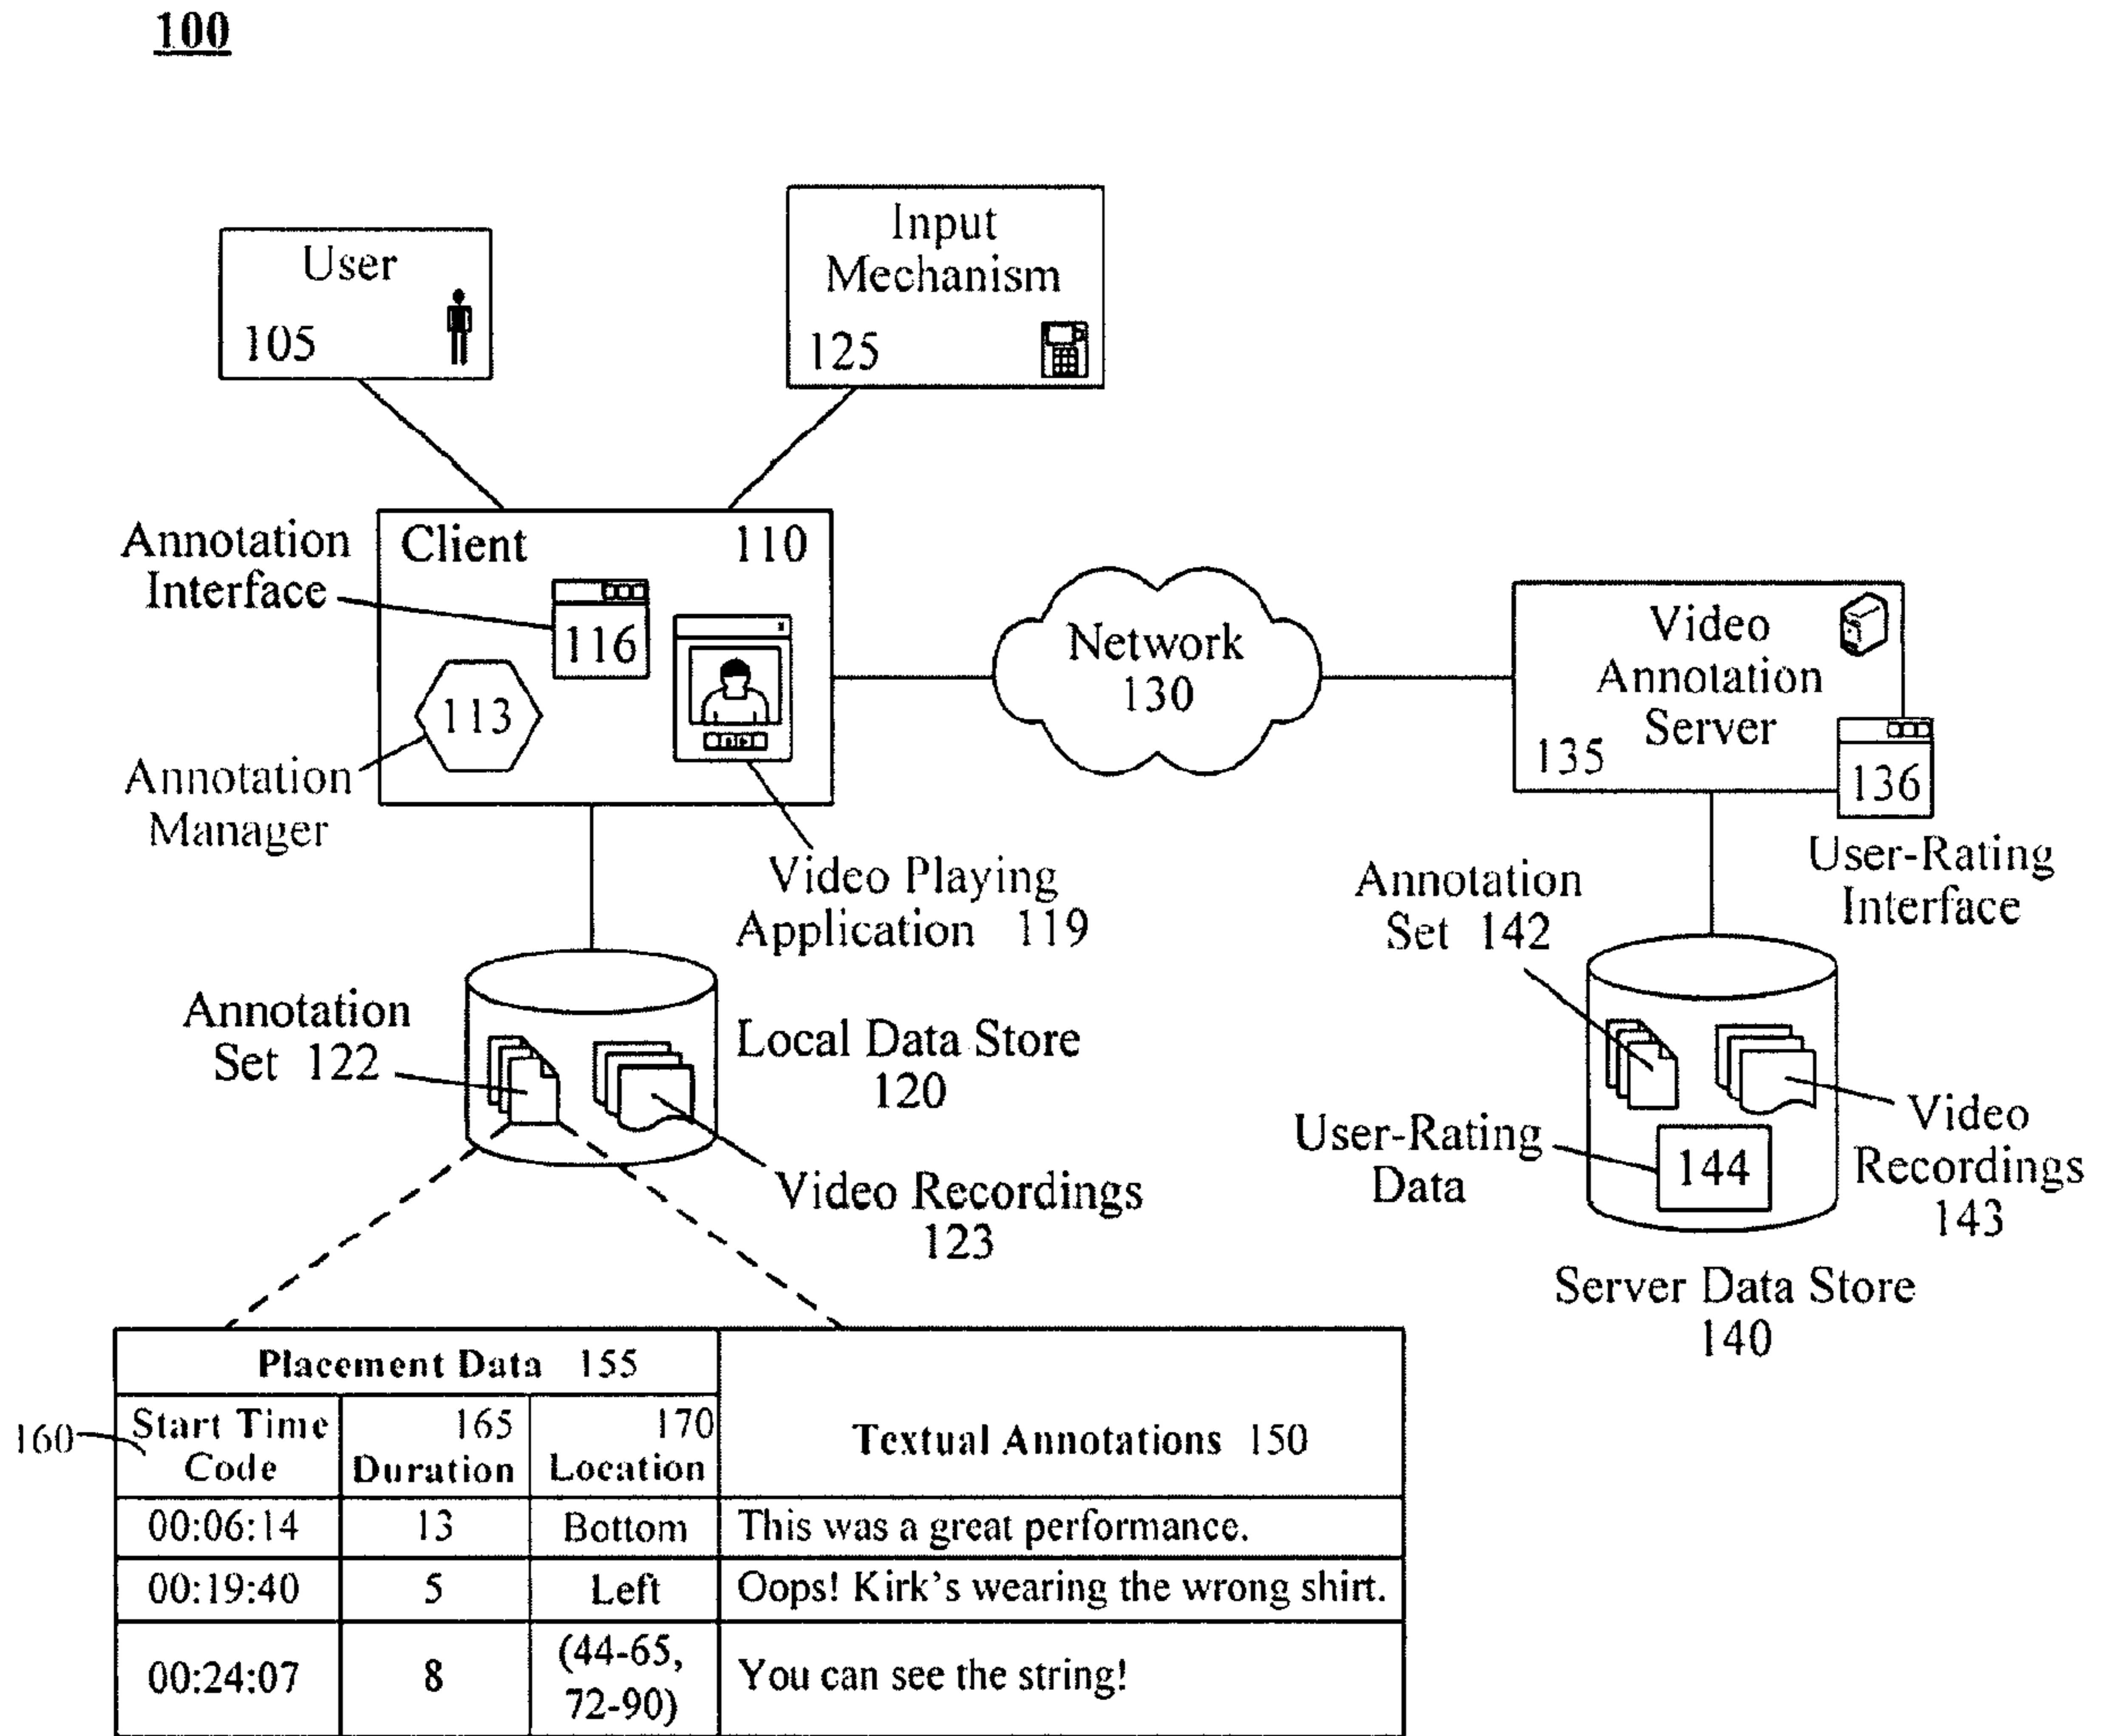 100
User
105
Input
Mechanism
125
Annotation
Interface
Client 110
116
113
Annotation
Manager
Network
130
Video
Annotation
Server
135
136
User-Rating
Interface
Video Playing
Application 119
Annotation
Set 142
Annotation
Set 122
Local Data Store
120
Video Recordings
123
User-Rating
Data
144
Video
Recordings
143
Server Data Store
140
Placement Data 155
Textual Annotations 150
160
Start Time
Code
165
Duration
170
Location
00:06:14 13 Bottom This was a great performance.
00:19:40 5 Left Oops! Kirk's wearing the wrong shirt.
00:24:07 8 (44-65,
72-90) You can see the string!